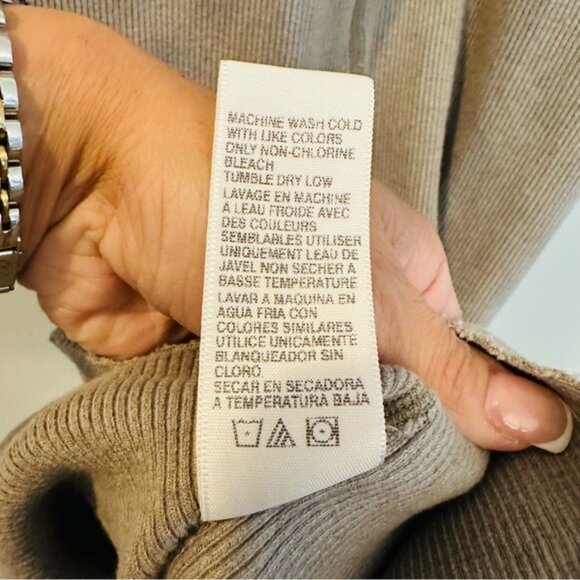 MACHINE WASH COLD
WITH LIKE COLORS
ONLY NON-CHLORINE
BLEACH
TUMBLE DRY LOW
LAVAGE EN MACHINE
A LEAU FROIDE AVEC
DES COULEURS
SEMBLABLES UTILISER
UNIQUEMENT LEAU DE
JAVEL NON SECHER A
BASSE TEMPERATURE
LAVAR A MAQUINA EN
AGUA FRIA CON
COLORES SIMILARES
UTILICE UNICAMENTE
BLANQUEADOR SIN
CLORO
SECAR EN SECADORA
A TEMPERATURA BAJA